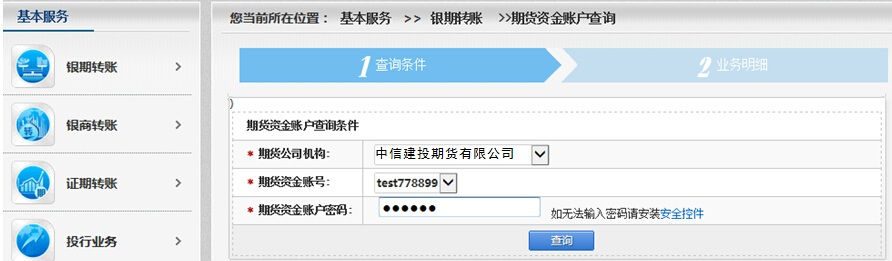 基本服务
银期转账
银商转账
证期转账
投行业务
您当前所在位置： 基本服务 >> 银期转账 >>期货资金账户查询
1 查询条件
2 业务明细
)
期货资金账户查询条件
* 期货公司机构： 中信建投期货有限公司
* 期货资金账号： test778899
* 期货资金账户密码： ●●●●●● 如无法输入密码请安装安全控件
查询